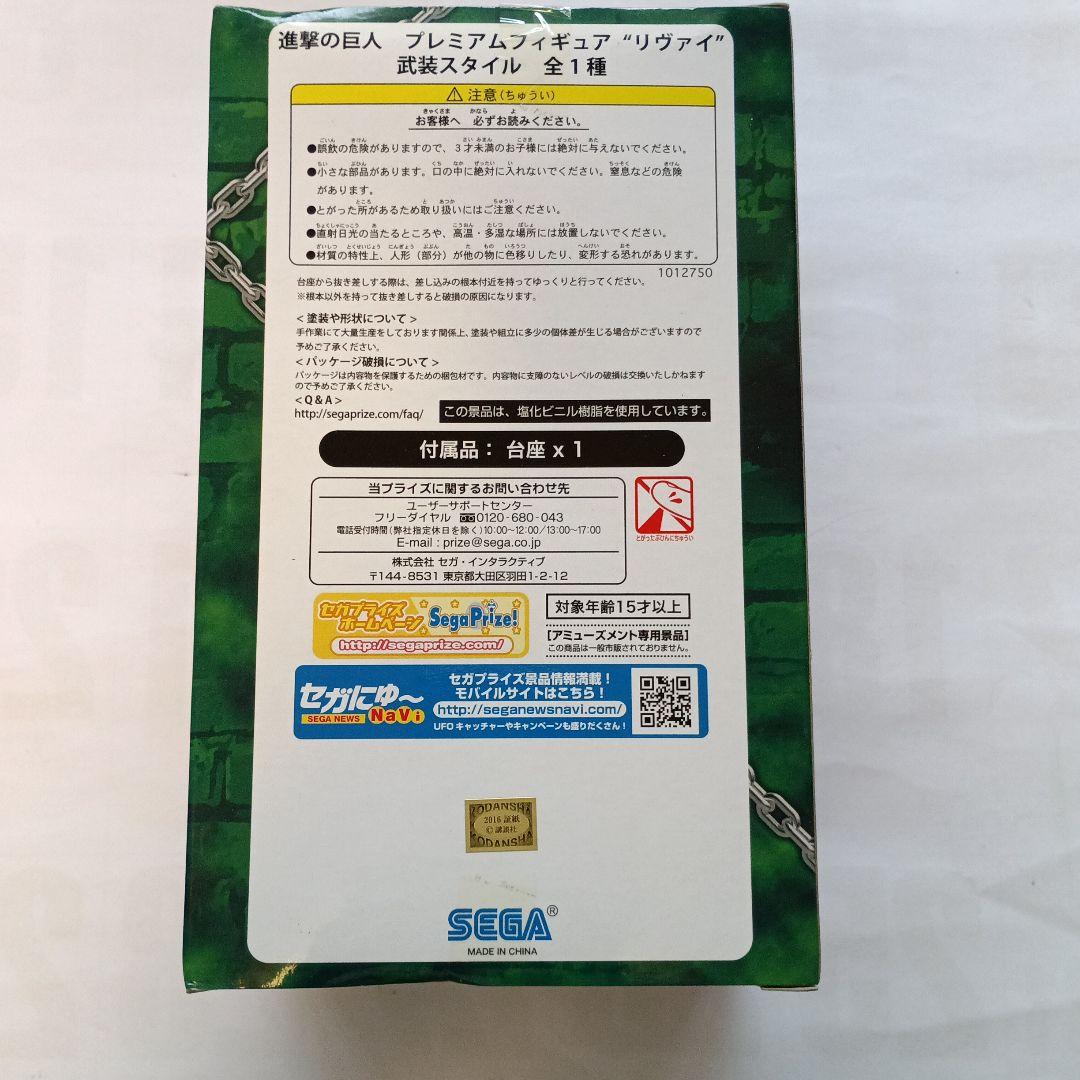 進撃の巨人　プレミアムフィギュア “リヴァイ”
武装スタイル　全１種
⚠ 注意（ちゅうい）
お客様へ　必ずお読みください。
●誤飲の危険がありますので、３才未満のお子様には絶対に与えないでください。
●小さな部品があります。口の中に絶対に入れないでください。窒息などの危険
があります。
●とがった所があるため取り扱いにはご注意ください。
●直射日光の当たるところや、高温・多湿な場所には放置しないでください。
●材質の特性上、人形（部分）が他の物に色移りしたり、変形する恐れがあります。
1012750
台座から抜き差しする際は、差し込みの根本付近を持ってゆっくりと行ってください。
※根本以外を持って抜き差しすると破損の原因になります。
＜塗装や形状について＞
手作業にて大量生産をしております関係上、塗装や組立に多少の個体差が生じる場合がございますので
予めご了承ください。
＜パッケージ破損について＞
パッケージは内容物を保護するための梱包材です。内容物に支障のないレベルの破損は交換いたしかねます
ので予めご了承ください。
＜Q&A＞
http://segaprize.com/faq/
この景品は、塩化ビニル樹脂を使用しています。
付属品： 台座 x 1
当プライズに関するお問い合わせ先
ユーザーサポートセンター
フリーダイヤル 0120-680-043
電話受付時間（弊社指定休日を除く）10:00〜12:00/13:00〜17:00
E-mail : prize@sega.co.jp
株式会社 セガ・インタラクティブ
〒144-8531 東京都大田区羽田1-2-12
とがったぶひんにちゅうい
セガプライズ
ホームページ
SegaPrize!
http://segaprize.com/
対象年齢15才以上
【アミューズメント専用景品】
この商品は一般市販されておりません。
セガにゅ〜
SEGA NEWS NaVi
セガプライズ景品情報満載！
モバイルサイトはこちら！
http://seganewsnavi.com/
UFOキャッチャーやキャンペーンも盛りだくさん！
KODANSHA
2016 証紙
© 講談社
KODANSHA
SEGA®
MADE IN CHINA